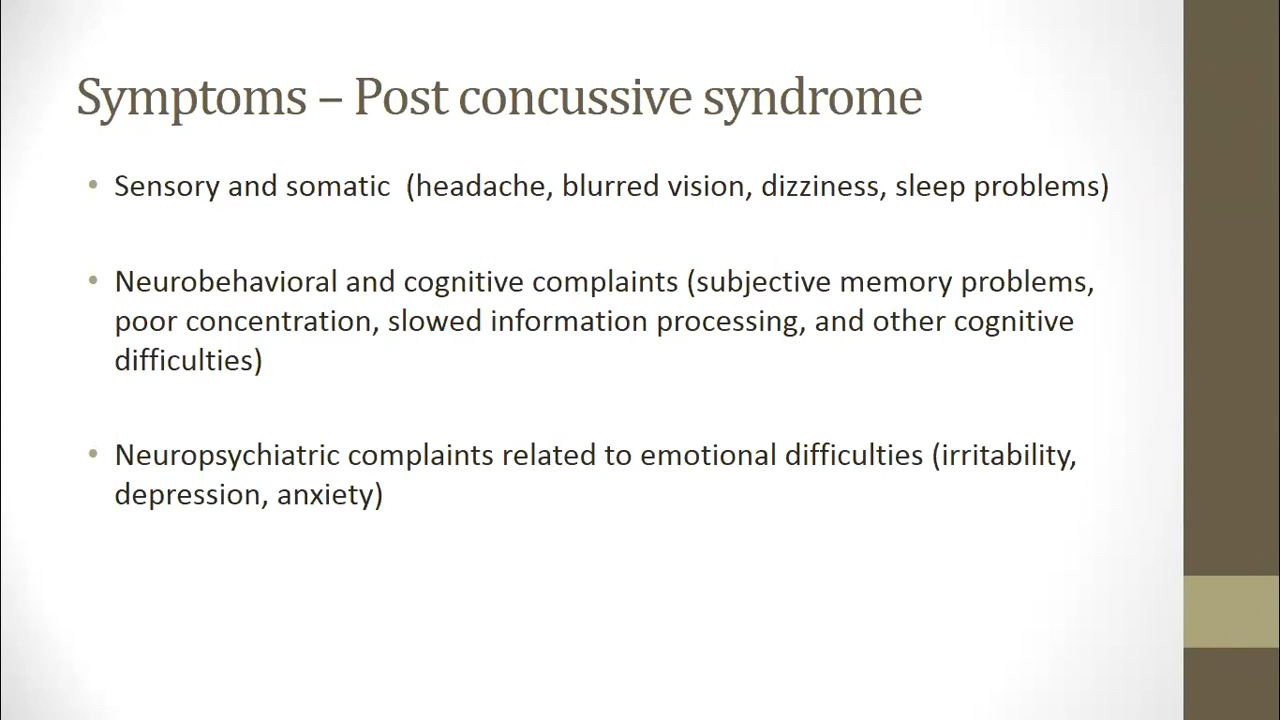 Symptoms – Post concussive syndrome
• Sensory and somatic  (headache, blurred vision, dizziness, sleep problems)
• Neurobehavioral and cognitive complaints (subjective memory problems,
poor concentration, slowed information processing, and other cognitive
difficulties)
• Neuropsychiatric complaints related to emotional difficulties (irritability,
depression, anxiety)